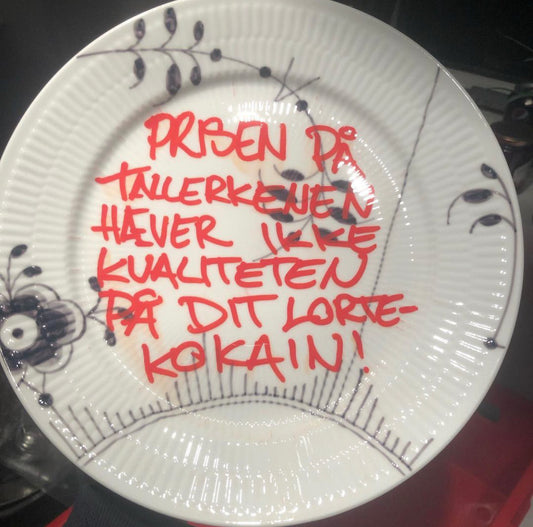 PRISEN PÅ
TALLERKENEN
HÆVER IKKE
KVALITETEN
PÅ DIT LORTE-
KOKAIN!